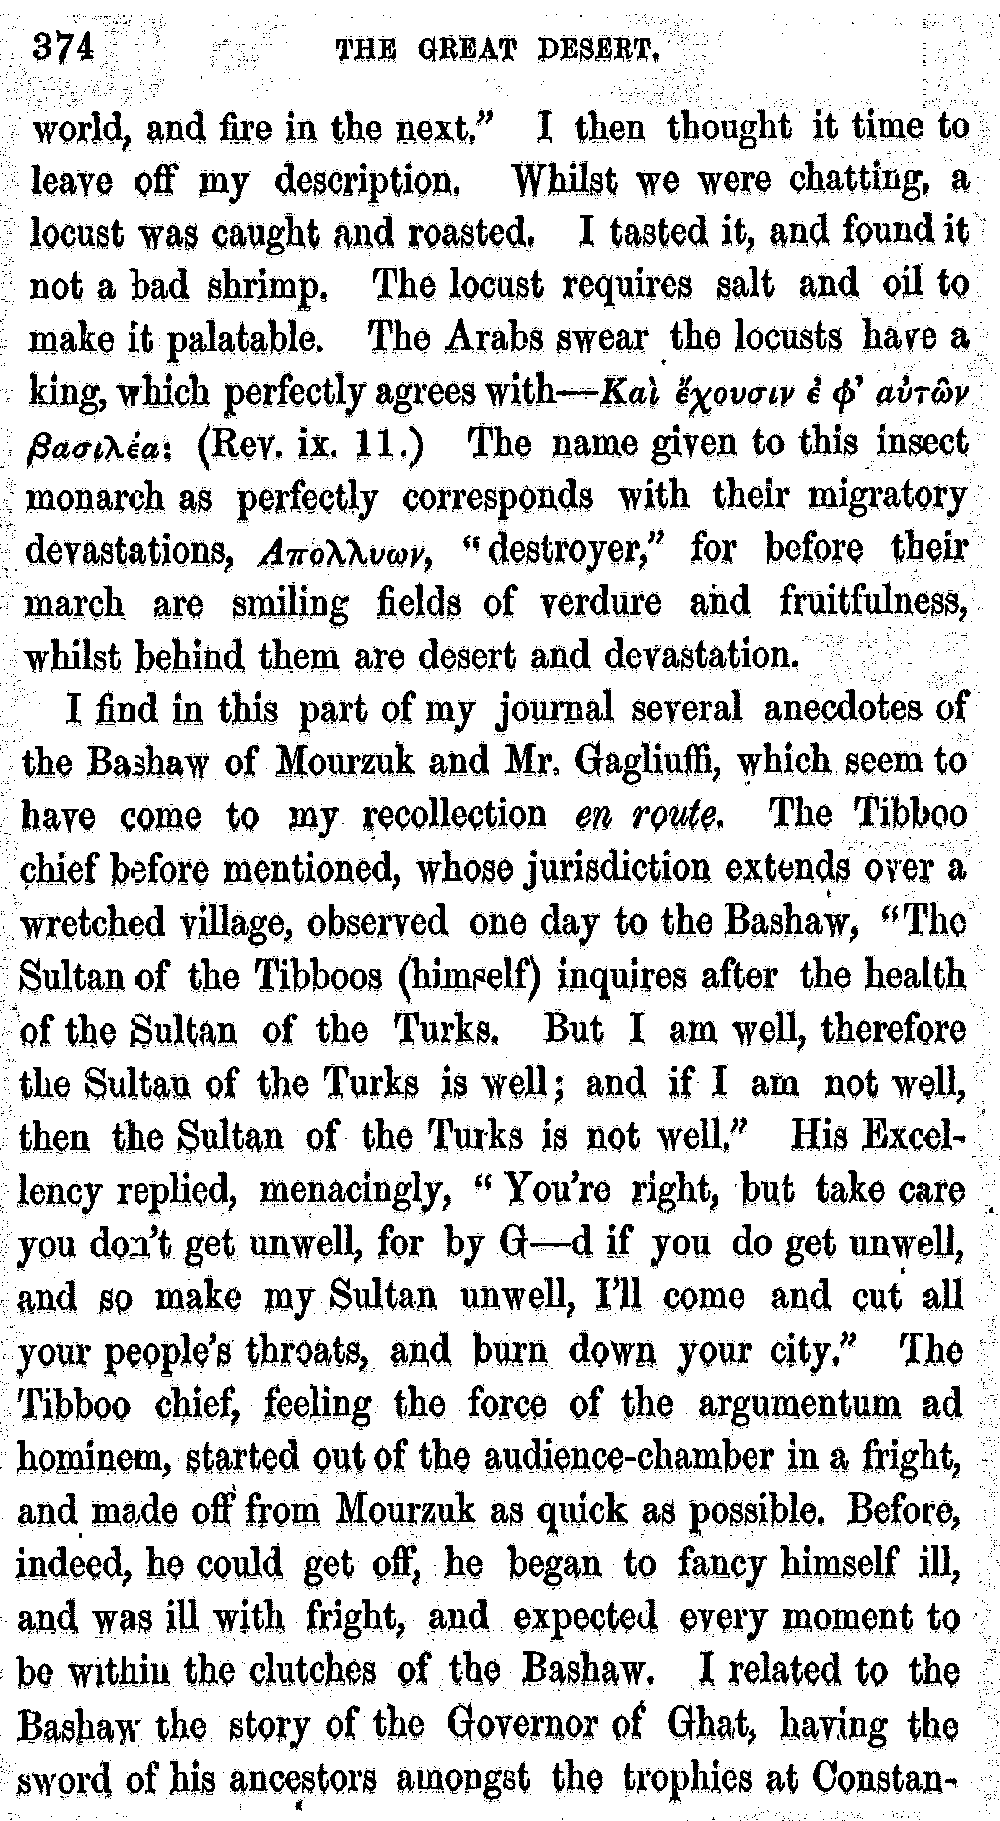 374 THE GREAT DESERT.
world, and fire in the next." I then thought it time to
leave off my description. Whilst we were chatting, a
locust was caught and roasted. I tasted it, and found it
not a bad shrimp. The locust requires salt and oil to
make it palatable. The Arabs swear the locusts have a
king, which perfectly agrees with—Καὶ ἔχουσιν ἐ φ' αὐτῶν
βασιλέα: (Rev. ix. 11.) The name given to this insect
monarch as perfectly corresponds with their migratory
devastations, Απολλυων, "destroyer," for before their
march are smiling fields of verdure and fruitfulness,
whilst behind them are desert and devastation.
I find in this part of my journal several anecdotes of
the Bashaw of Mourzuk and Mr. Gagliuffi, which seem to
have come to my recollection en route. The Tibboo
chief before mentioned, whose jurisdiction extends over a
wretched village, observed one day to the Bashaw, "The
Sultan of the Tibboos (himself) inquires after the health
of the Sultan of the Turks. But I am well, therefore
the Sultan of the Turks is well; and if I am not well,
then the Sultan of the Turks is not well." His Excel-
lency replied, menacingly, "You're right, but take care
you don't get unwell, for by G—d if you do get unwell,
and so make my Sultan unwell, I'll come and cut all
your people's throats, and burn down your city." The
Tibboo chief, feeling the force of the argumentum ad
hominem, started out of the audience-chamber in a fright,
and made off from Mourzuk as quick as possible. Before,
indeed, he could get off, he began to fancy himself ill,
and was ill with fright, and expected every moment to
be within the clutches of the Bashaw. I related to the
Bashaw the story of the Governor of Ghat, having the
sword of his ancestors amongst the trophies at Constan-